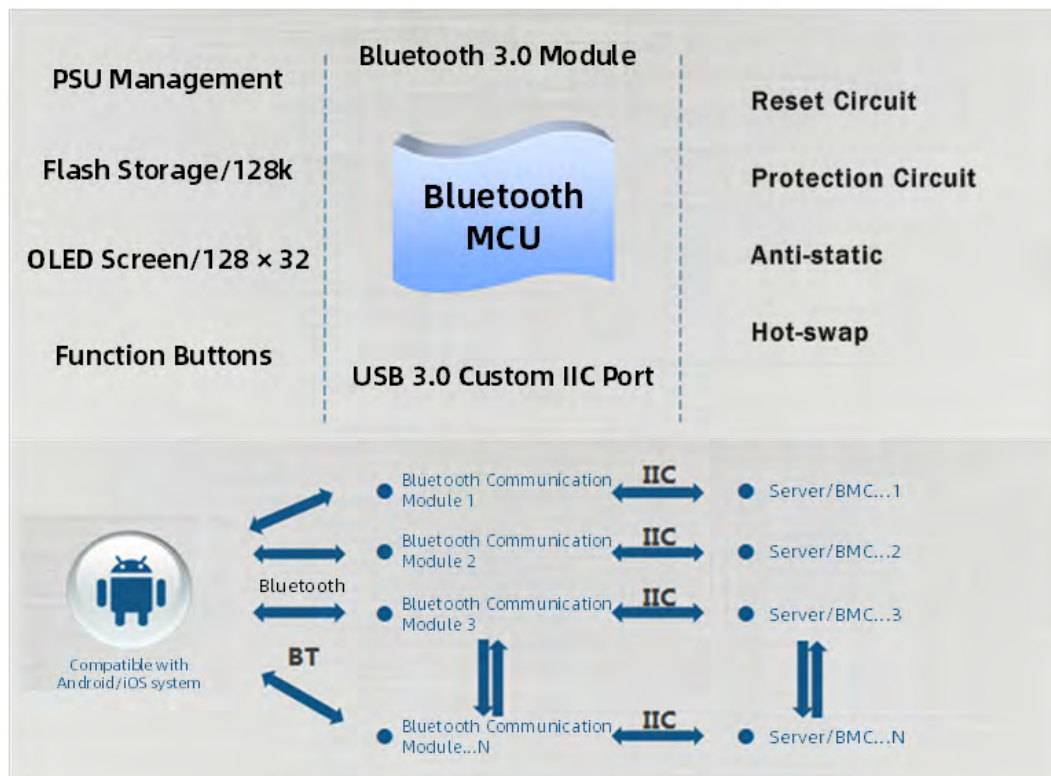 PSU Management
Flash Storage/128k
OLED Screen/128 × 32
Function Buttons
Bluetooth 3.0 Module
Bluetooth
MCU
USB 3.0 Custom IIC Port
Reset Circuit
Protection Circuit
Anti-static
Hot-swap
Compatible with
Android/iOS system
Bluetooth
BT
Bluetooth Communication
Module 1
IIC
Server/BMC...1
Bluetooth Communication
Module 2
IIC
Server/BMC...2
Bluetooth Communication
Module 3
IIC
Server/BMC...3
Bluetooth Communication
Module...N
IIC
Server/BMC...N